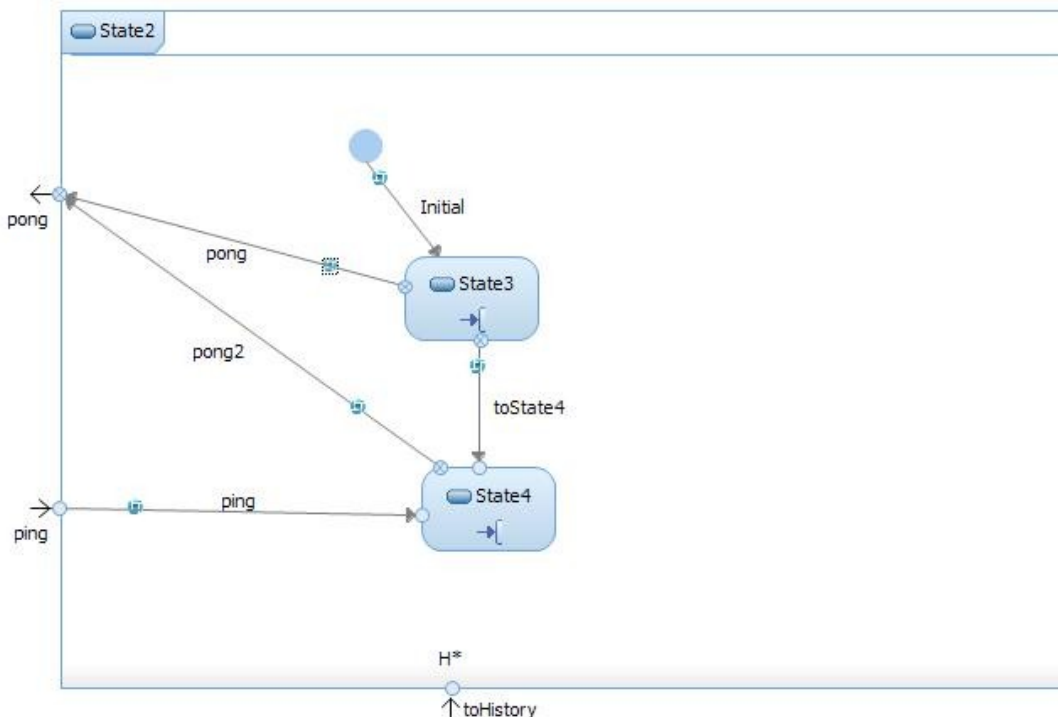 State2
Initial
pong
pong
State3
pong2
toState4
State4
ping
ping
H*
toHistory